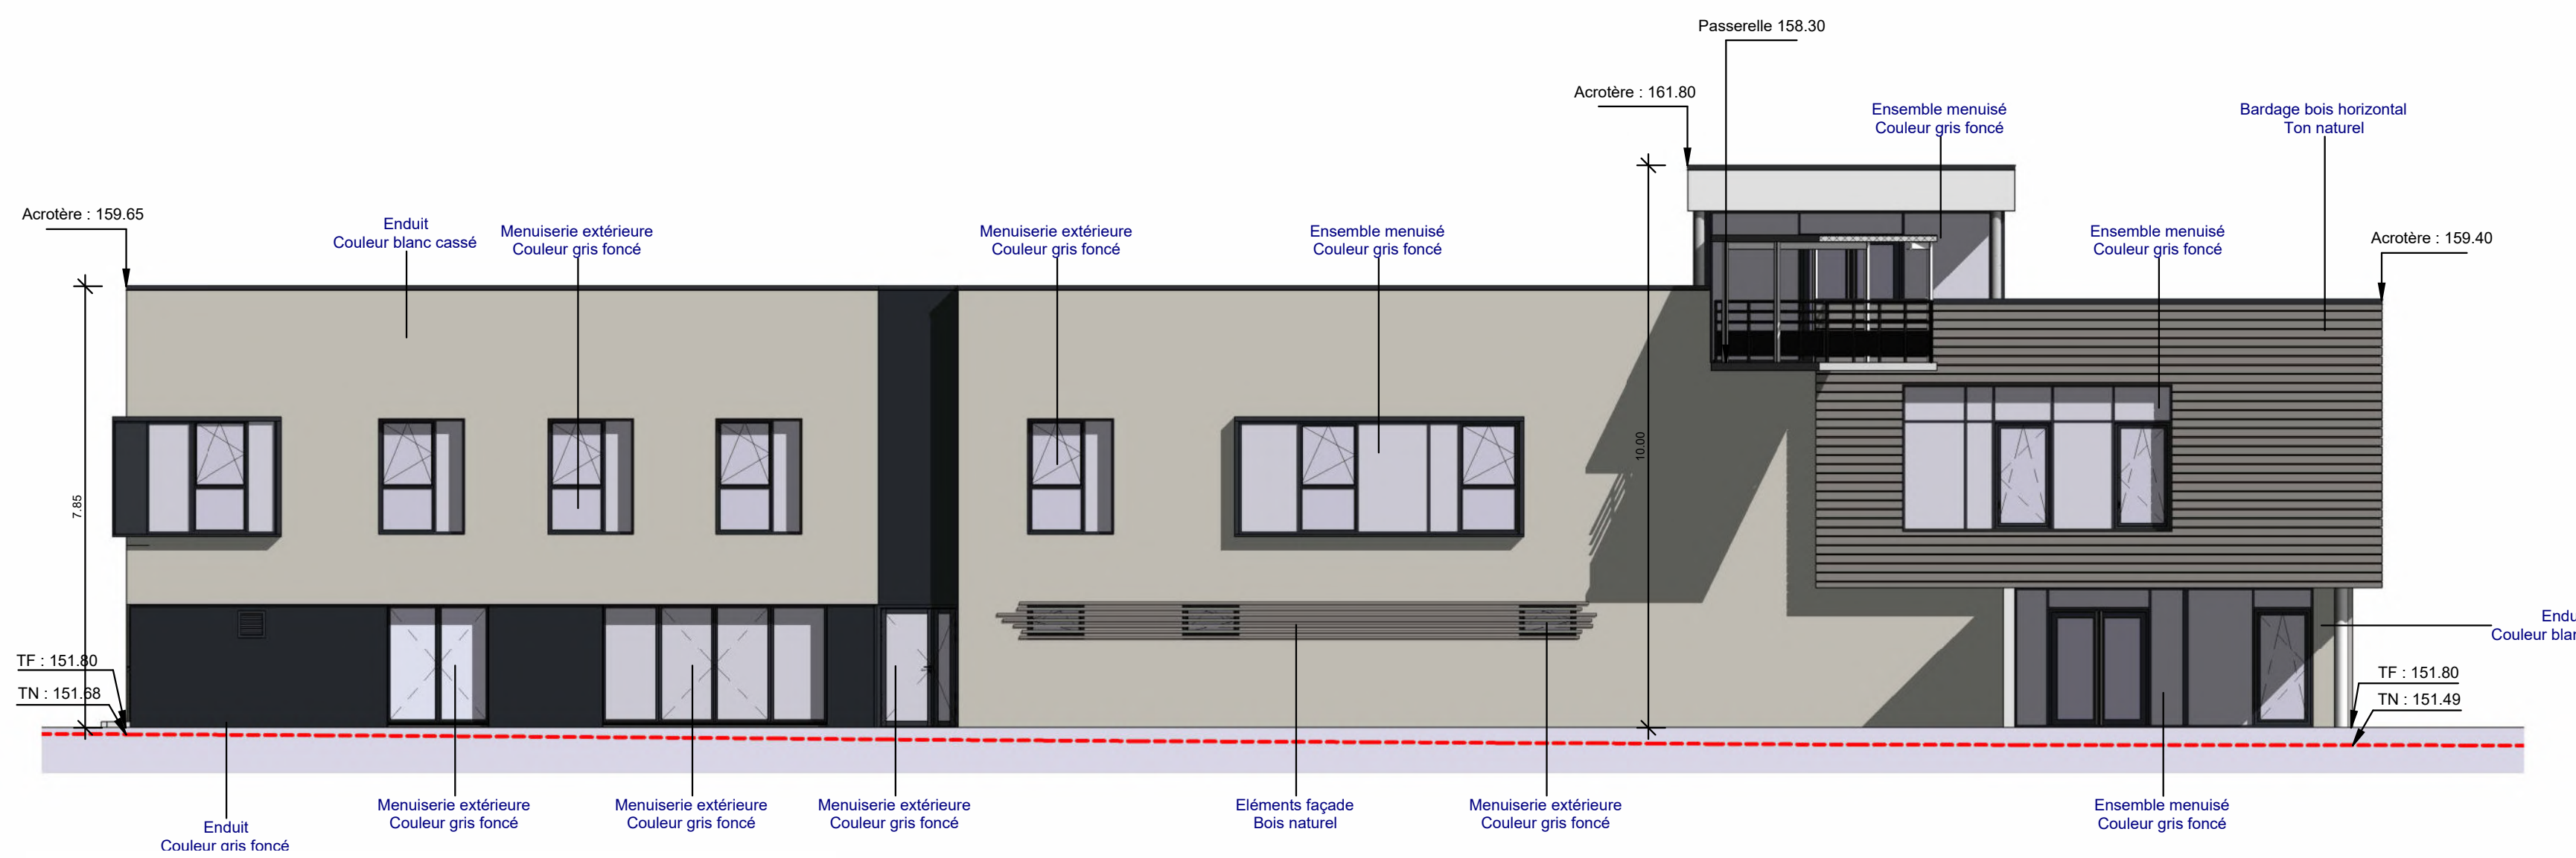 Passerelle 158.30
Acrotère : 161.80
Ensemble menuisé
Couleur gris foncé
Bardage bois horizontal
Ton naturel
Acrotère : 159.65
Enduit
Couleur blanc cassé
Menuiserie extérieure
Couleur gris foncé
Menuiserie extérieure
Couleur gris foncé
Ensemble menuisé
Couleur gris foncé
Ensemble menuisé
Couleur gris foncé
Acrotère : 159.40
7.85
10.00
TF : 151.80
TN : 151.68
Endu
Couleur blan
TF : 151.80
TN : 151.49
Enduit
Couleur gris foncé
Menuiserie extérieure
Couleur gris foncé
Menuiserie extérieure
Couleur gris foncé
Menuiserie extérieure
Couleur gris foncé
Eléments façade
Bois naturel
Menuiserie extérieure
Couleur gris foncé
Ensemble menuisé
Couleur gris foncé